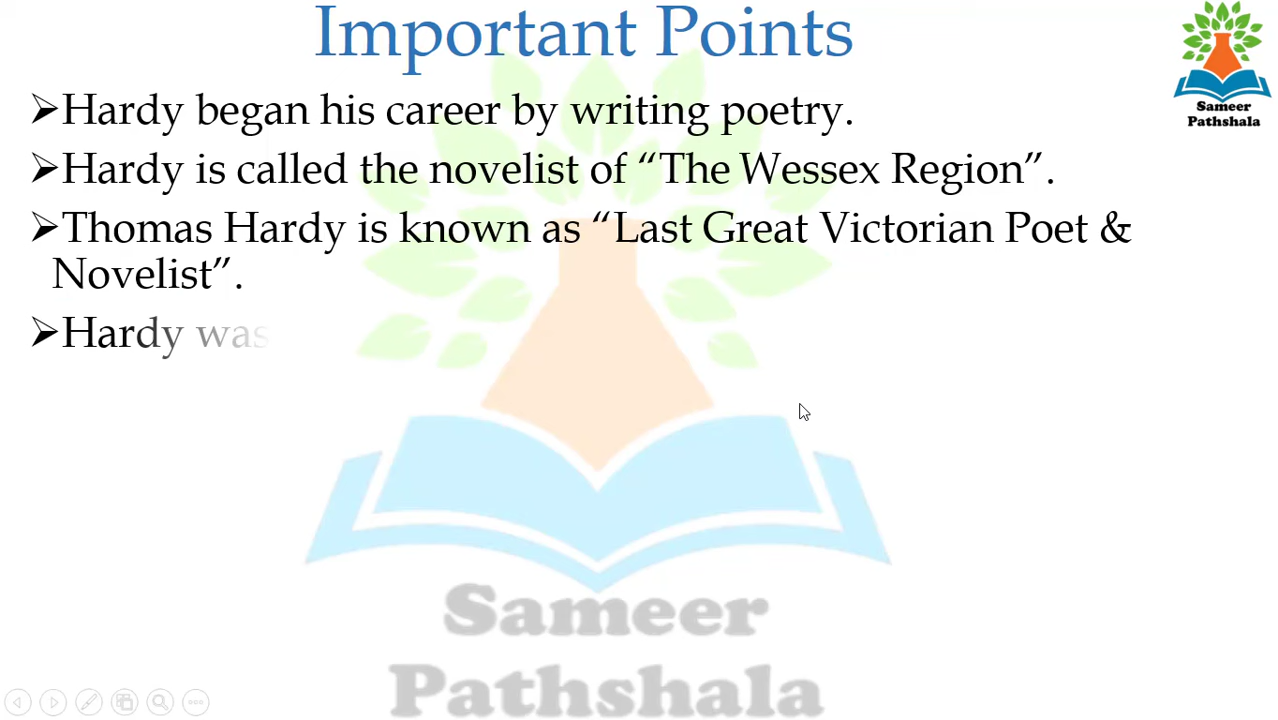 Important Points
Sameer
Pathshala
➤Hardy began his career by writing poetry.
➤Hardy is called the novelist of “The Wessex Region”.
➤Thomas Hardy is known as “Last Great Victorian Poet &
Novelist”.
➤Hardy was
Sameer
Pathshala